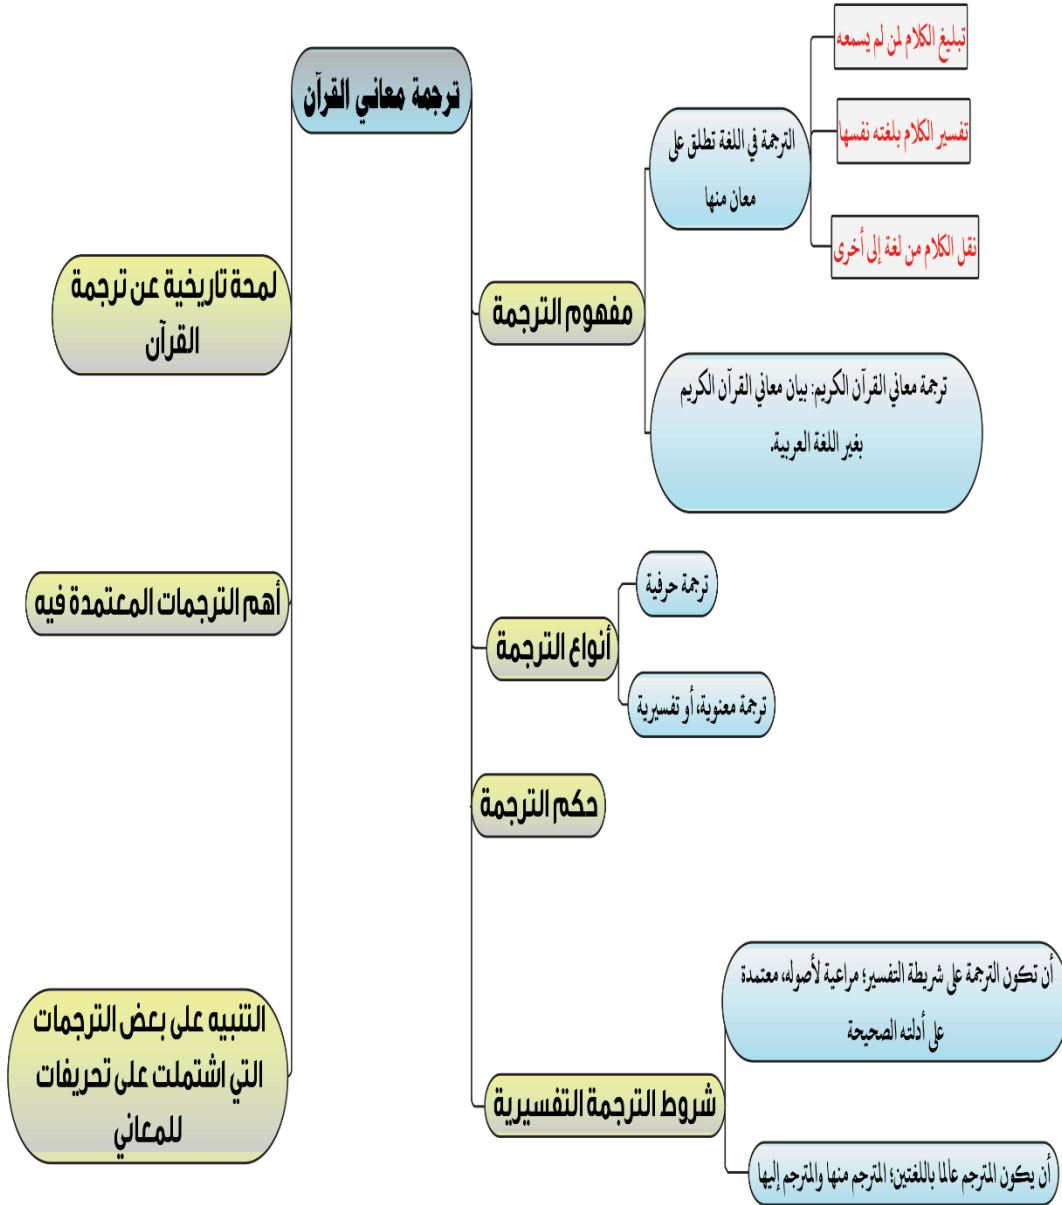 ترجمة معاني القرآن
مفهوم الترجمة
الترجمة في اللغة تطلق على
معان منها
تبليغ الكلام لمن لم يسمعه
تفسير الكلام بلغته نفسها
نقل الكلام من لغة إلى أخرى
ترجمة معاني القرآن الكريم: بيان معاني القرآن الكريم
بغير اللغة العربية.
أنواع الترجمة
ترجمة حرفية
ترجمة معنوية، أو تفسيرية
حكم الترجمة
شروط الترجمة التفسيرية
أن تكون الترجمة على شريطة التفسير؛ مراعية لأصوله، معتمدة
على أدلته الصحيحة
أن يكون المترجم عالما باللغتين؛ المترجم منها والمترجم إليها
لمحة تاريخية عن ترجمة
القرآن
أهم الترجمات المعتمدة فيه
التنبيه على بعض الترجمات
التي اشتملت على تحريفات
للمعاني